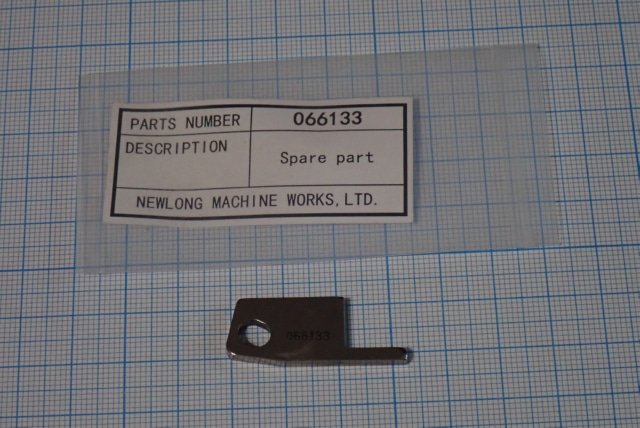 PARTS NUMBER 066133
DESCRIPTION Spare part
NEWLONG MACHINE WORKS, LTD.
066133